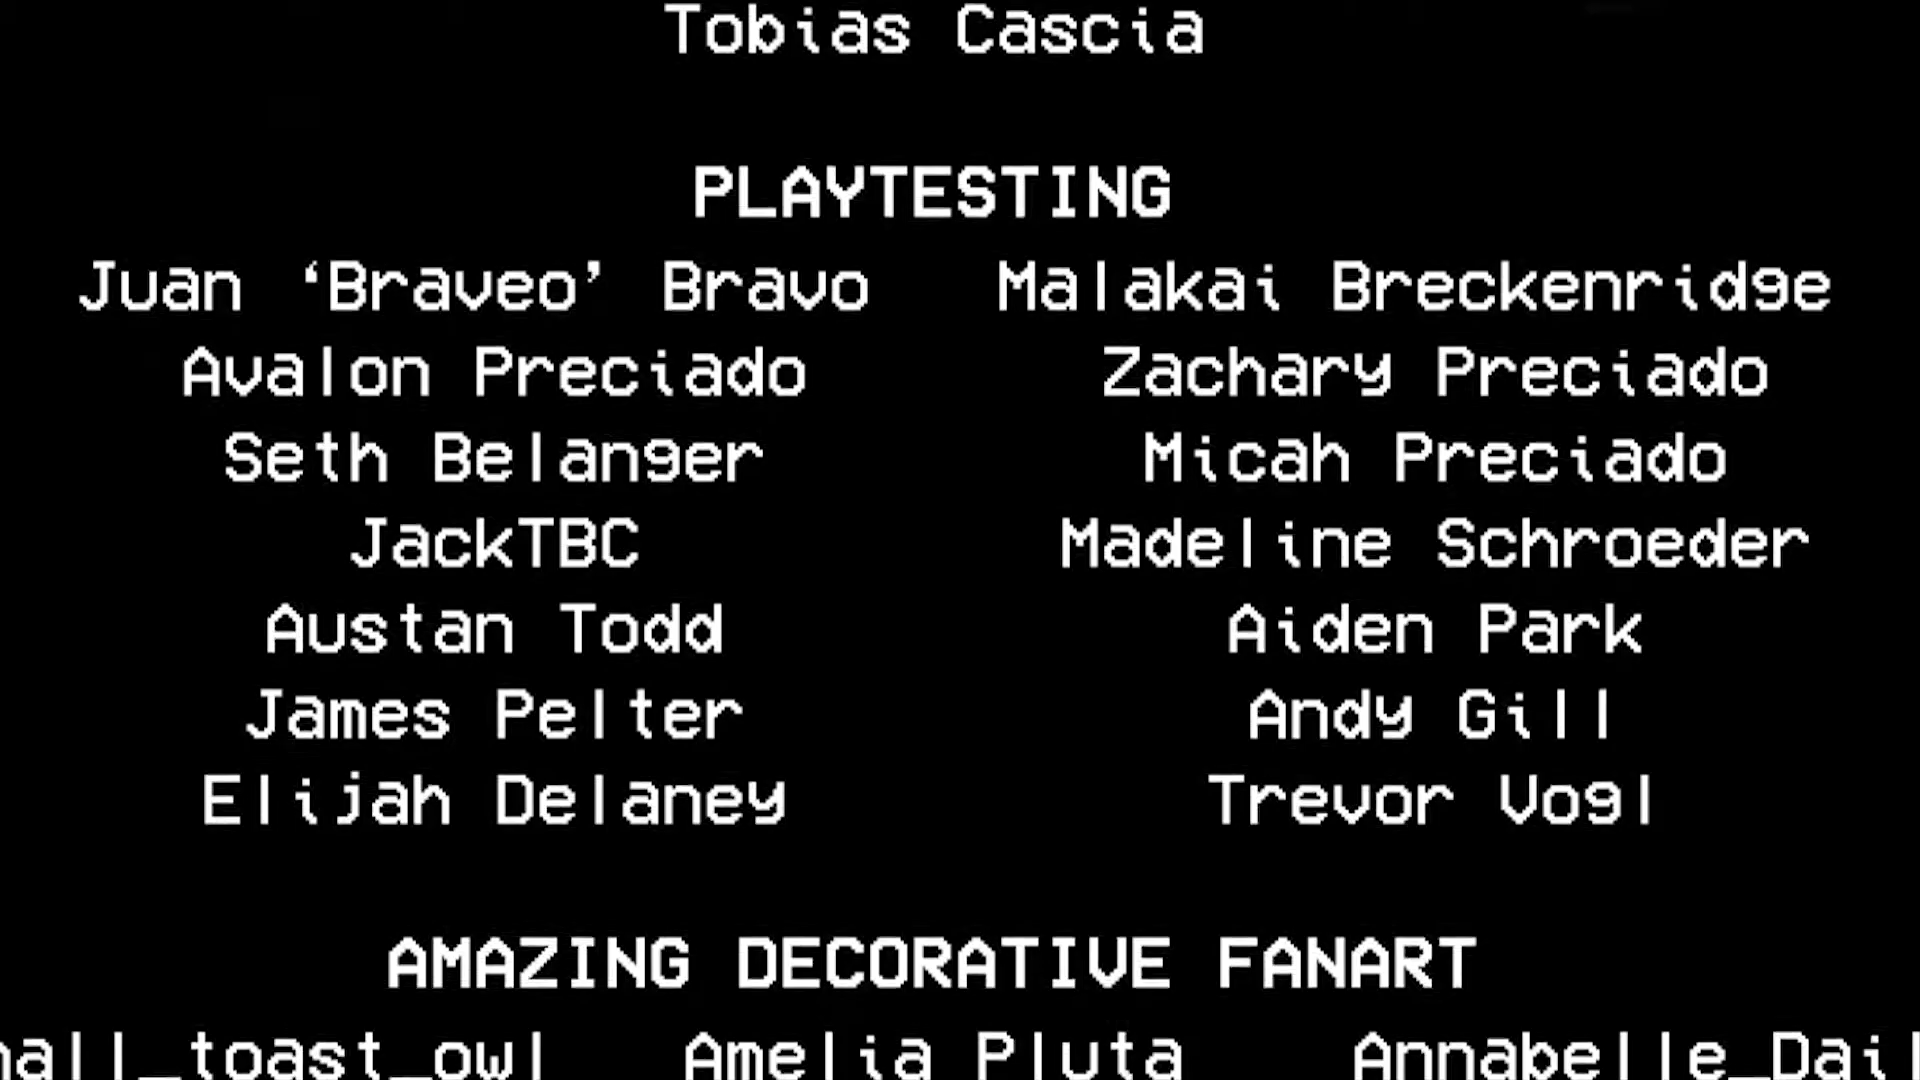 Tobias Cascia
PLAYTESTING
Juan ‘Braveo’ Bravo Malakai Breckenridge
Avalon Preciado Zachary Preciado
Seth Belanger Micah Preciado
JackTBC Madeline Schroeder
Austan Todd Aiden Park
James Pelter Andy Gill
Elijah Delaney Trevor Vogl
AMAZING DECORATIVE FANART
Amelia Pluta